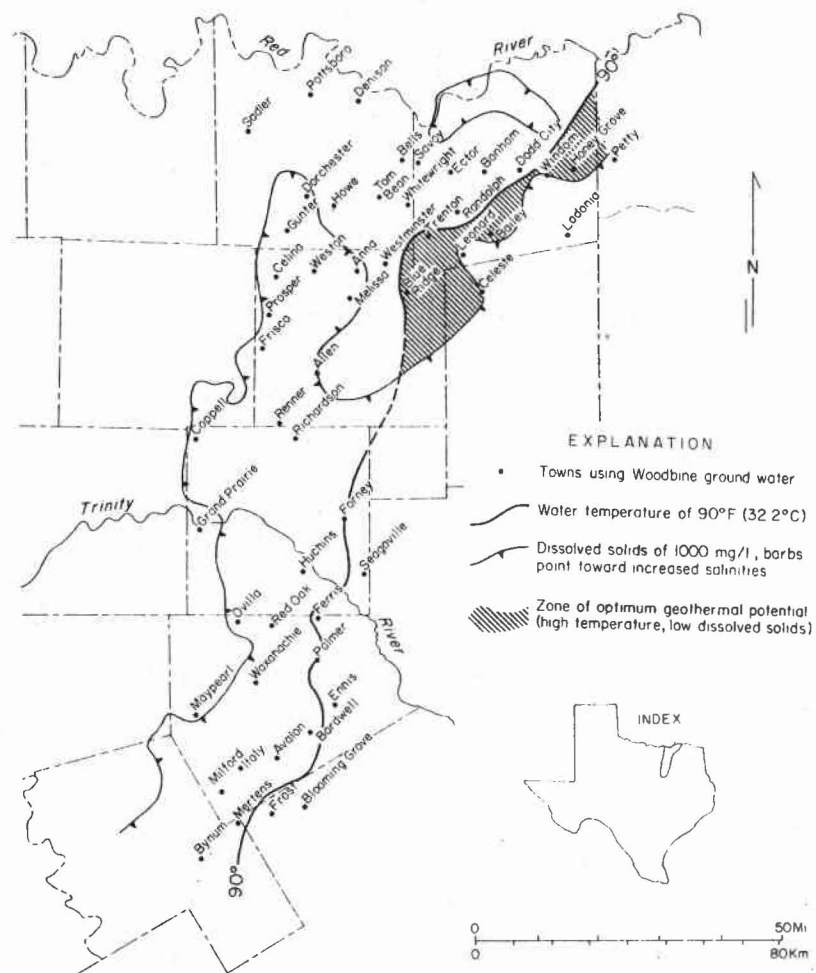 Red
River
90°F
Pottsboro
Denison
Sadler
Bells
Savoy
Ector
Bonham
Dodd City
Windom
Honey Grove
Petty
Dorchester
Howe
Tom
Bean
Whitewright
Randolph
Trenton
Leonard
Bailey
Ladonia
Gunter
Westminster
Celina
Weston
Anna
Blue
Ridge
Celeste
Melissa
Prosper
Frisco
Allen
Renner
Richardson
Coppell
N
EXPLANATION
Towns using Woodbine ground water
Water temperature of 90°F (32.2°C)
Dissolved solids of 1000 mg/l, barbs
point toward increased salinities
Zone of optimum geothermal potential
(high temperature, low dissolved solids)
Trinity
Grand Prairie
Forney
Hutchins
Seagoville
Ovilla
Red Oak
Ferris
River
Waxahachie
Palmer
Maypearl
Ennis
Bardwell
Milford
Italy
Avalon
Mertens
Frost
Blooming Grove
Bynum
90°
INDEX
0 50Mi
0 80Km